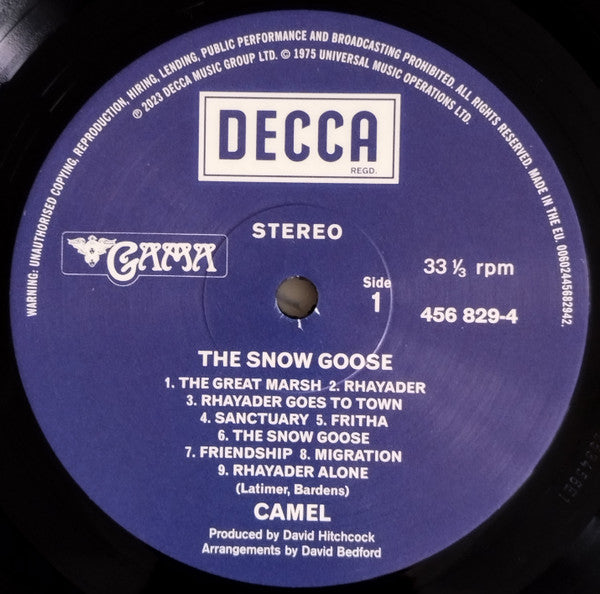 WARNING: UNAUTHORISED COPYING, REPRODUCTION, HIRING, LENDING, PUBLIC PERFORMANCE AND BROADCASTING PROHIBITED. ALL RIGHTS RESERVED. MADE IN THE EU. 00602445682942.
℗ 2023 DECCA MUSIC GROUP LTD. © 1975 UNIVERSAL MUSIC OPERATIONS LTD.
DECCA
REGD.
STEREO
GAMA
33 1/3 rpm
Side
1
456 829-4
THE SNOW GOOSE
1. THE GREAT MARSH 2. RHAYADER
3. RHAYADER GOES TO TOWN
4. SANCTUARY 5. FRITHA
6. THE SNOW GOOSE
7. FRIENDSHIP 8. MIGRATION
9. RHAYADER ALONE
(Latimer, Bardens)
CAMEL
Produced by David Hitchcock
Arrangements by David Bedford